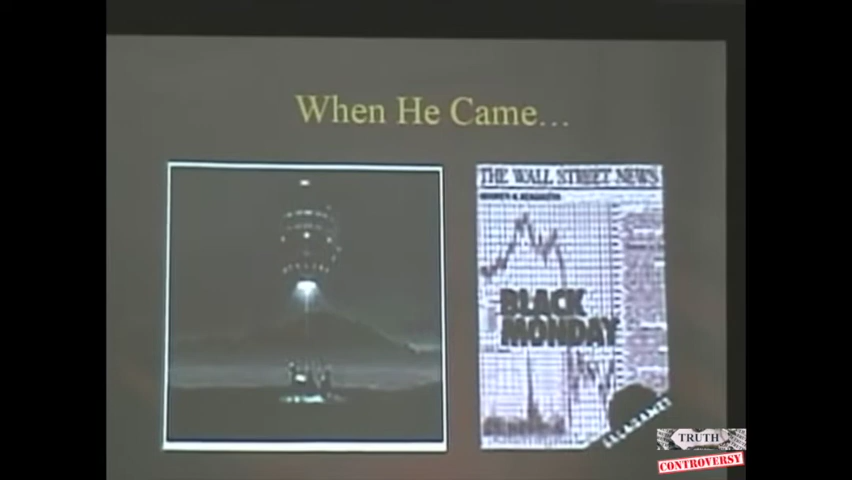 When He Came...
THE WALL STREET NEWS
BLACK
MONDAY
TRUTH
CONTROVERSY